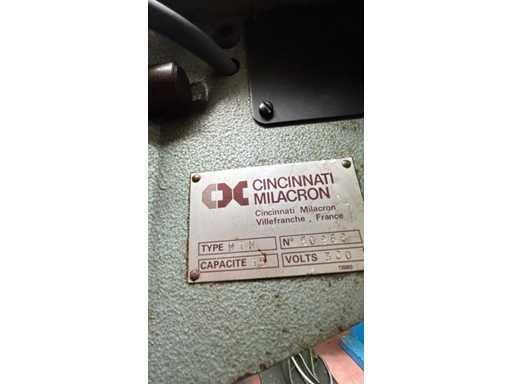 CINCINNATI
MILACRON
Cincinnati Milacron
Villefranche , France
TYPE
N°
CAPACITE
VOLTS